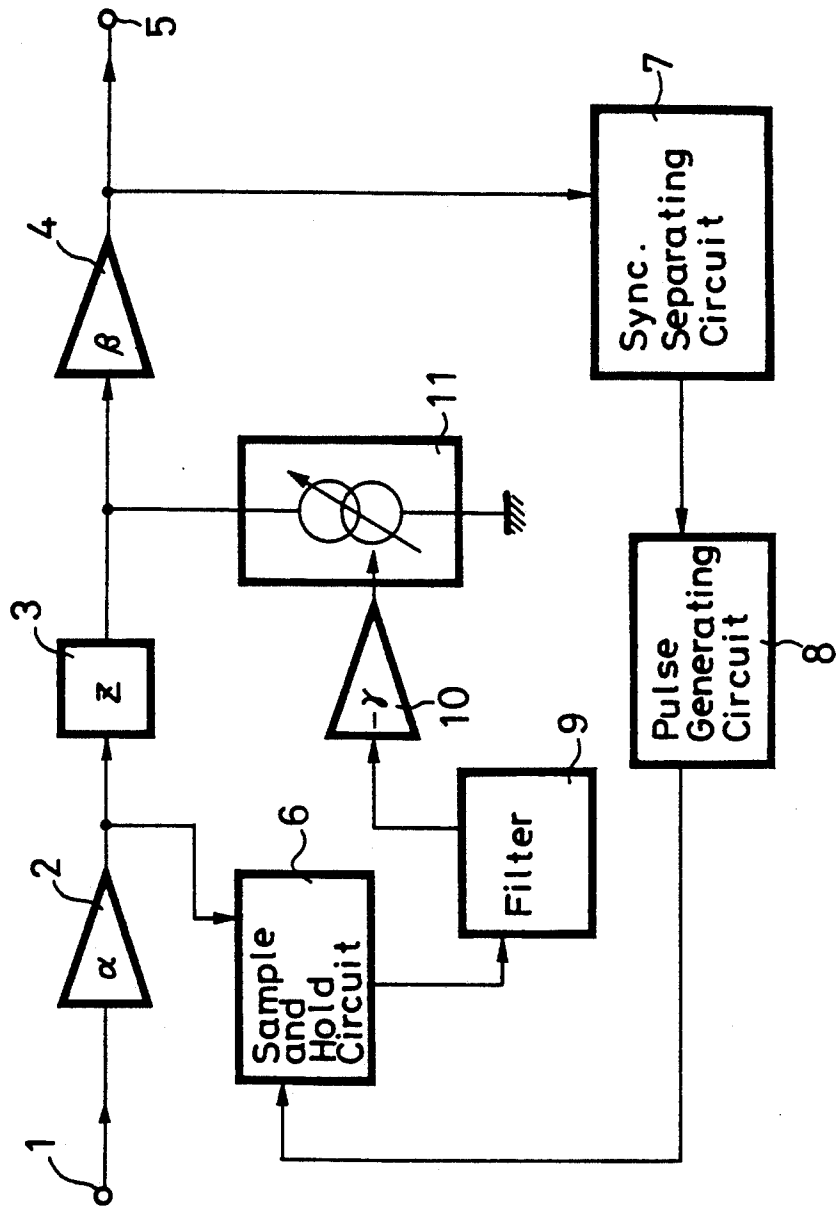 1
α
2
Z
3
β
4
5
Sample
and
Hold
Circuit
6
-γ
10
11
Filter
9
Sync.
Separating
Circuit
7
Pulse
Generating
Circuit
8